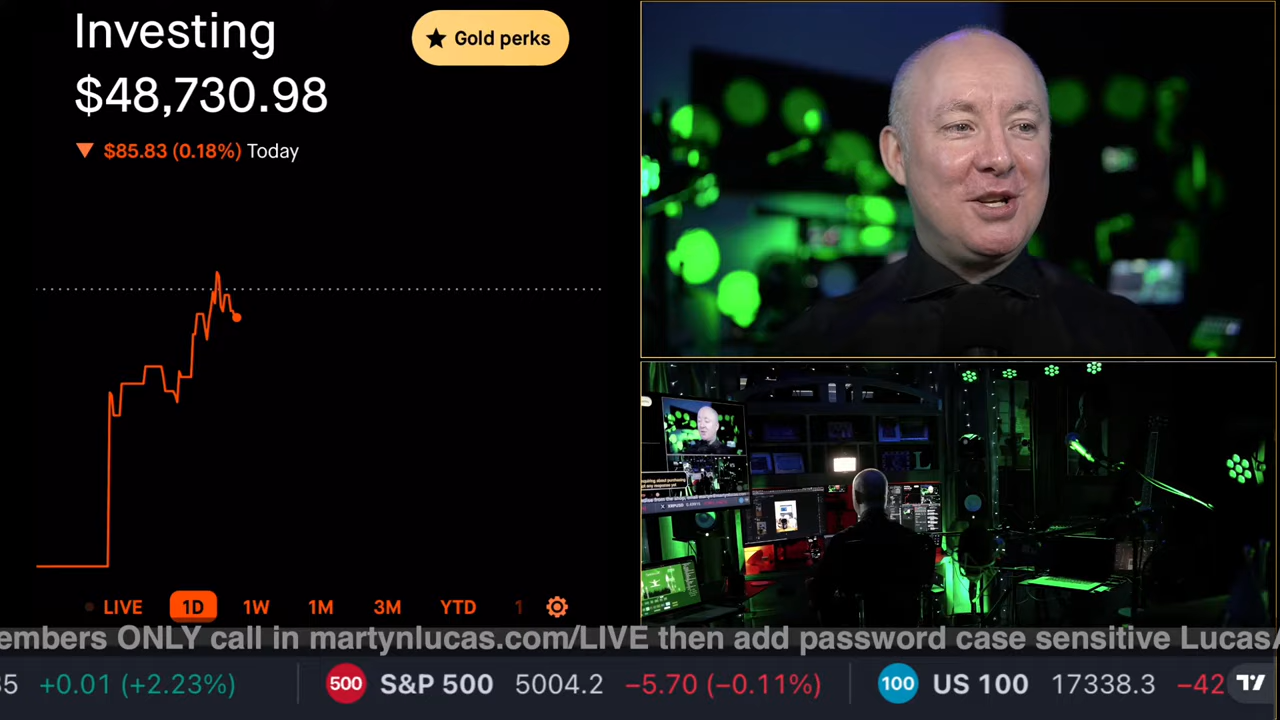 Investing
Gold perks
$48,730.98
$85.83 (0.18%) Today
LIVE 1D 1W 1M 3M YTD 1
embers ONLY call in martynlucas.com/LIVE then add password case sensitive Lucas/
+0.01 (+2.23%) 500 S&P 500 5004.2 −5.70 (−0.11%) 100 US 100 17338.3 −42